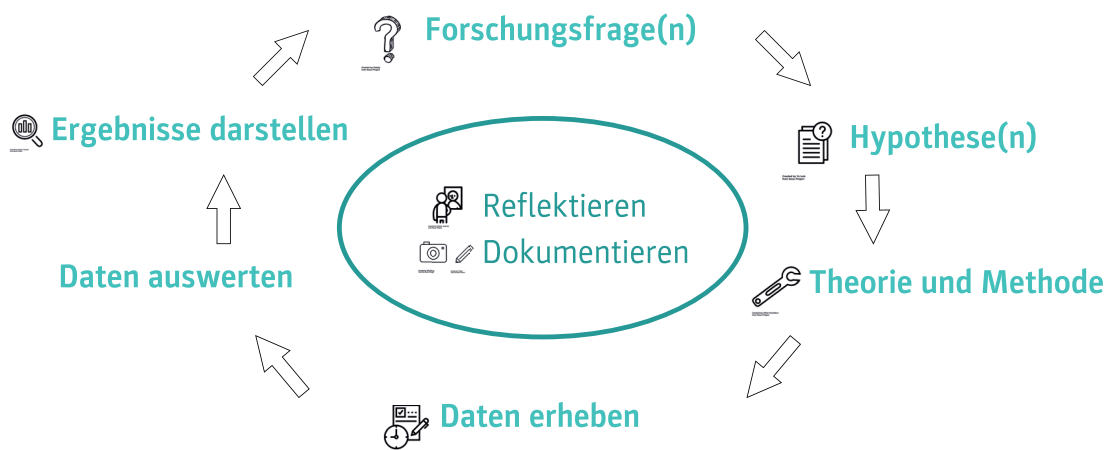 Forschungsfrage(n)
Hypothese(n)
Theorie und Methode
Daten erheben
Daten auswerten
Ergebnisse darstellen
Reflektieren
Dokumentieren